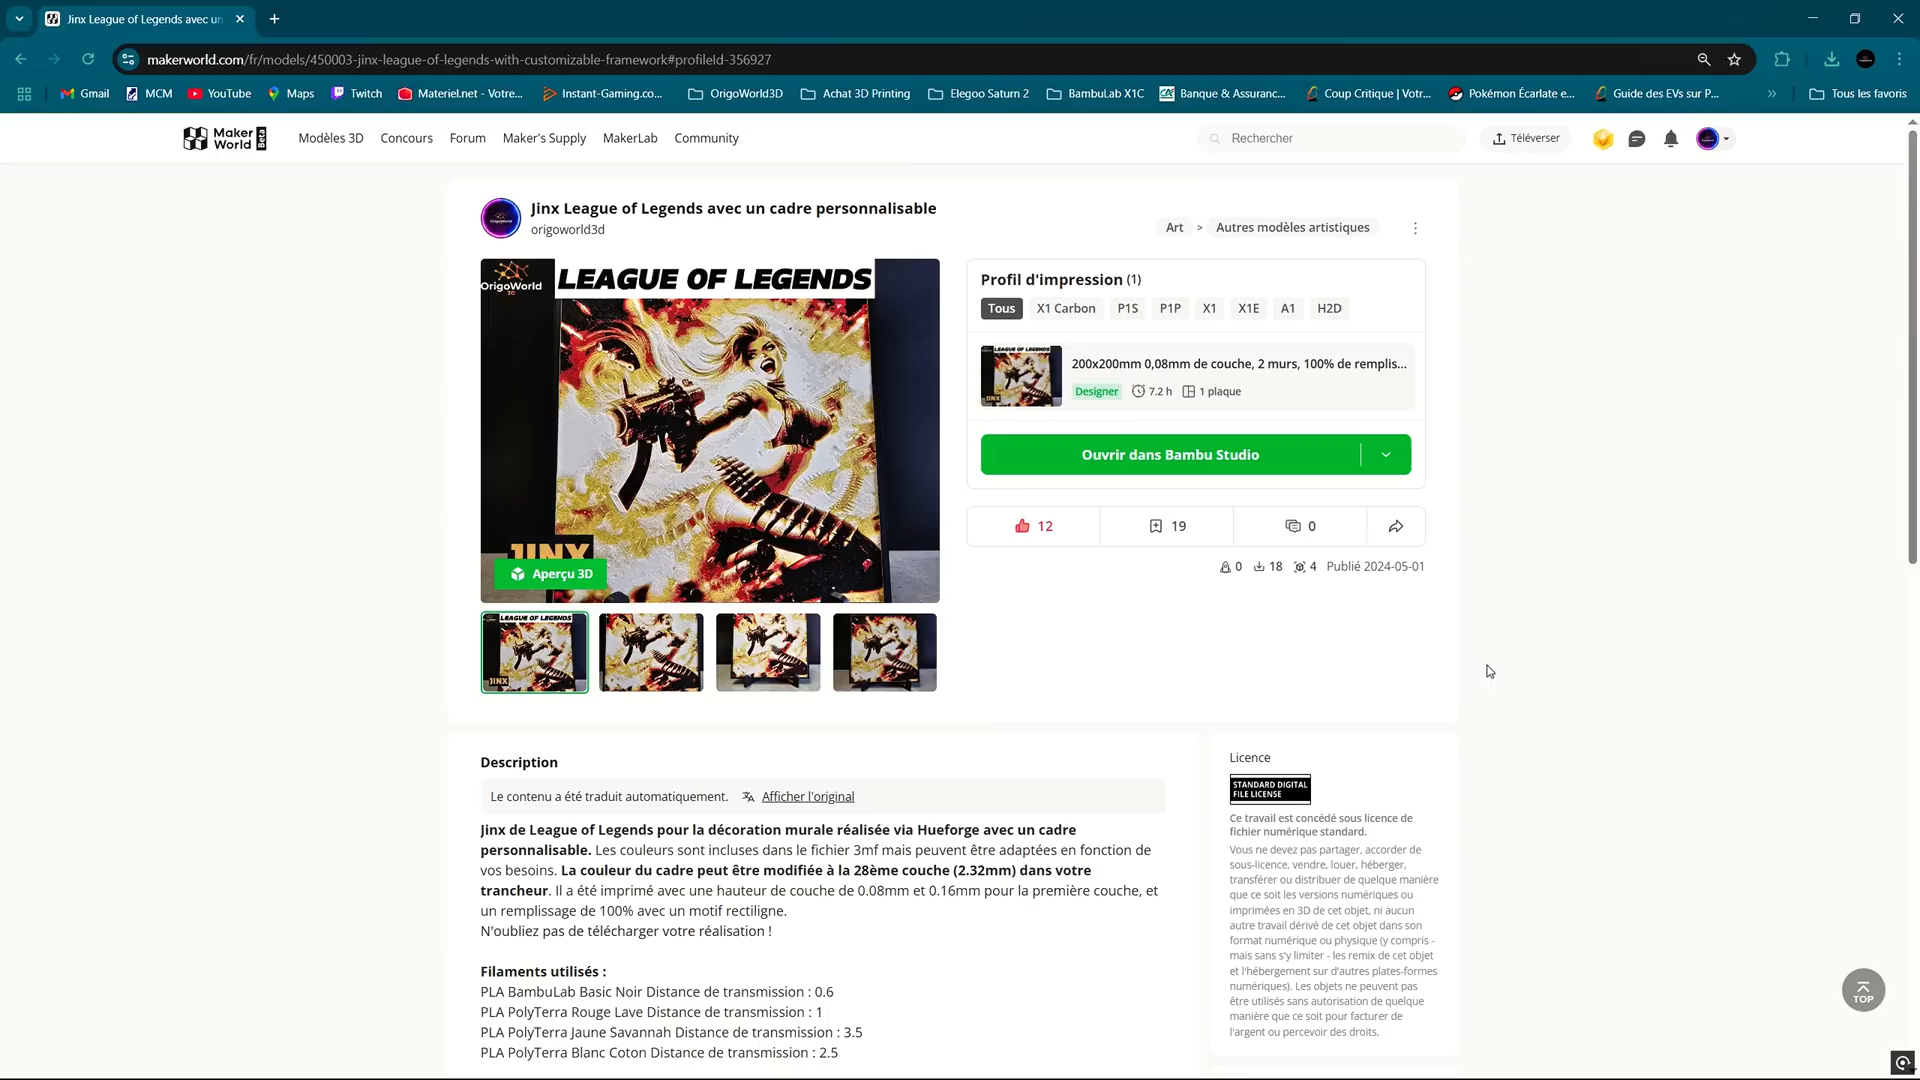 Jinx League of Legends avec un
makerworld.com/fr/models/450003-jinx-league-of-legends-with-customizable-framework#profileId-356927
Gmail
MCM
YouTube
Maps
Twitch
Materiel.net - Votre...
Instant-Gaming.co...
OrigoWorld3D
Achat 3D Printing
Elegoo Saturn 2
BambuLab X1C
Banque & Assuranc...
Coup Critique | Votr...
Pokémon Écarlate e...
Guide des EVs sur P...
»
Tous les favoris
Maker World Beta
Modèles 3D
Concours
Forum
Maker's Supply
MakerLab
Community
Rechercher
Téléverser
Jinx League of Legends avec un cadre personnalisable
origoworld3d
Art > Autres modèles artistiques
OrigoWorld
3D
LEAGUE OF LEGENDS
JINX
Aperçu 3D
LEAGUE OF LEGENDS
JINX
Profil d'impression (1)
Tous
X1 Carbon
P1S
P1P
X1
X1E
A1
H2D
LEAGUE OF LEGENDS
JINX
200x200mm 0,08mm de couche, 2 murs, 100% de remplis...
Designer 7.2 h 1 plaque
Ouvrir dans Bambu Studio
12
19
0
0 18 4 Publié 2024-05-01
Description
Le contenu a été traduit automatiquement. Afficher l'original
Jinx de League of Legends pour la décoration murale réalisée via Hueforge avec un cadre
personnalisable. Les couleurs sont incluses dans le fichier 3mf mais peuvent être adaptées en fonction de
vos besoins. La couleur du cadre peut être modifiée à la 28ème couche (2.32mm) dans votre
trancheur. Il a été imprimé avec une hauteur de couche de 0.08mm et 0.16mm pour la première couche, et
un remplissage de 100% avec un motif rectiligne.
N'oubliez pas de télécharger votre réalisation !
Filaments utilisés :
PLA BambuLab Basic Noir Distance de transmission : 0.6
PLA PolyTerra Rouge Lave Distance de transmission : 1
PLA PolyTerra Jaune Savannah Distance de transmission : 3.5
PLA PolyTerra Blanc Coton Distance de transmission : 2.5
Licence
STANDARD DIGITAL
FILE LICENSE
Ce travail est concédé sous licence de
fichier numérique standard.
Vous ne devez pas partager, accorder de
sous-licence, vendre, louer, héberger,
transférer ou distribuer de quelque manière
que ce soit les versions numériques ou
imprimées en 3D de cet objet, ni aucun
autre travail dérivé de cet objet dans son
format numérique ou physique (y compris -
mais sans s'y limiter - les remix de cet objet
et l'hébergement sur d'autres plates-formes
numériques). Les objets ne peuvent pas
être utilisés sans autorisation de quelque
manière que ce soit pour facturer de
l'argent ou percevoir des droits.
TOP